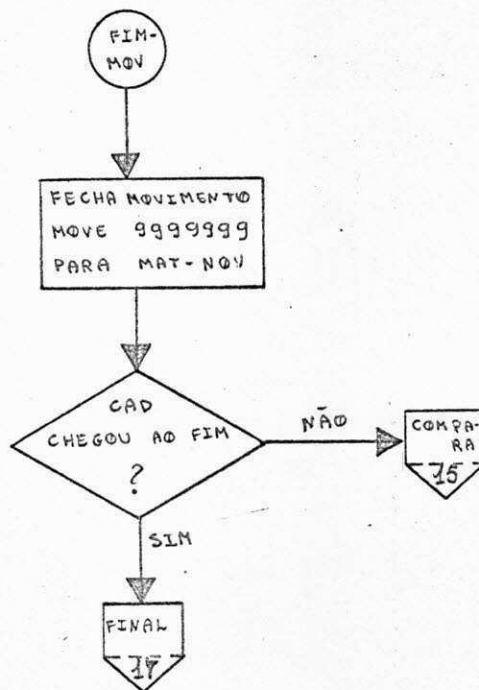 FIM-
MOV
FECHA MOVIMENTO
MOVE 9999999
PARA MAT-NOV
CAD
CHEGOU AO FIM
?
NÃO
COMPA-
RA
15
SIM
FINAL
17